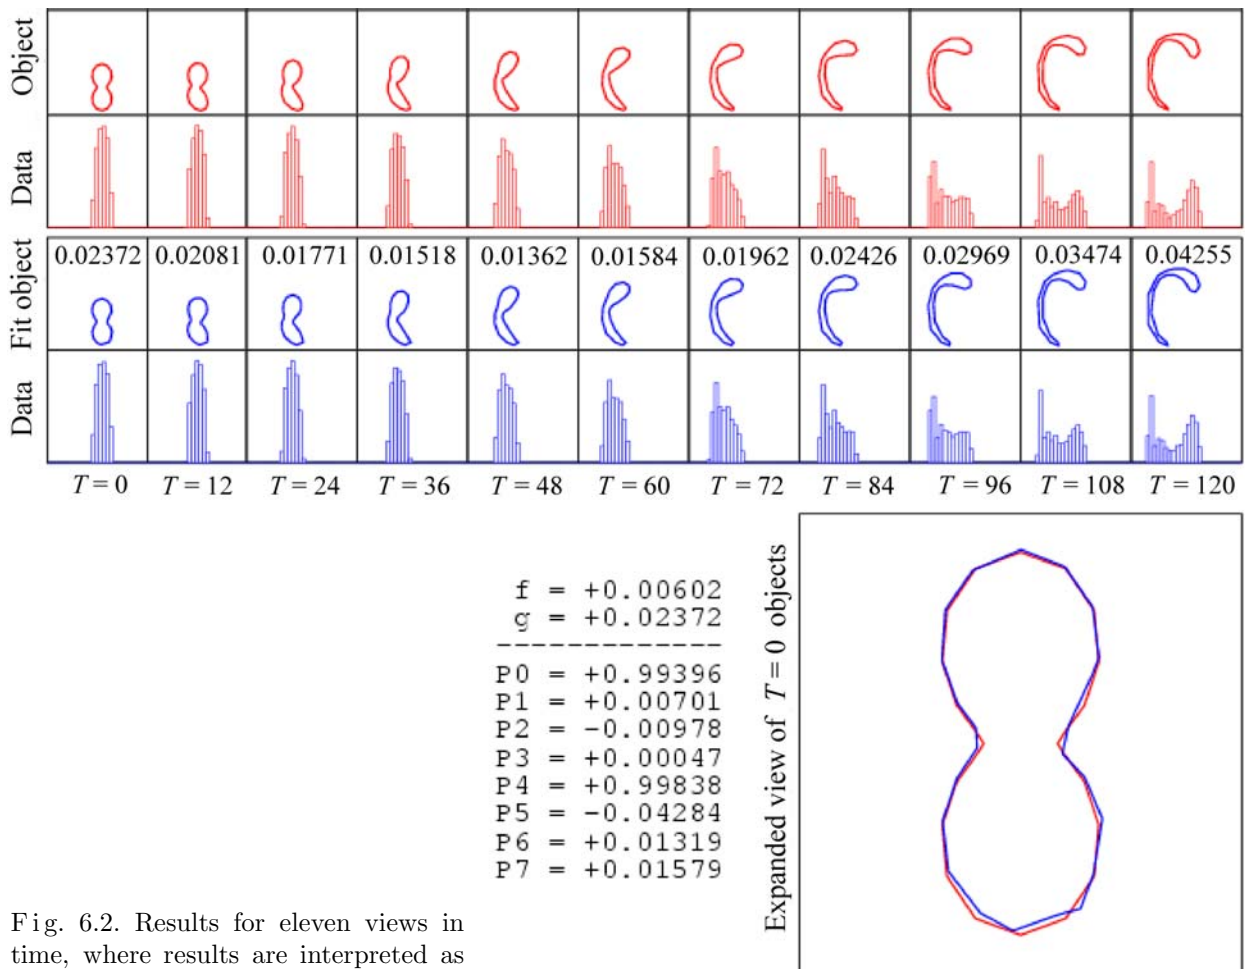 Object
Data
Fit object
0.02372 0.02081 0.01771 0.01518 0.01362 0.01584 0.01962 0.02426 0.02969 0.03474 0.04255
Data
T = 0 T = 12 T = 24 T = 36 T = 48 T = 60 T = 72 T = 84 T = 96 T = 108 T = 120
f = +0.00602
g = +0.02372
-------------
P0 = +0.99396
P1 = +0.00701
P2 = -0.00978
P3 = +0.00047
P4 = +0.99838
P5 = -0.04284
P6 = +0.01319
P7 = +0.01579
Expanded view of T = 0 objects
Fig. 6.2. Results for eleven views in
time, where results are interpreted as